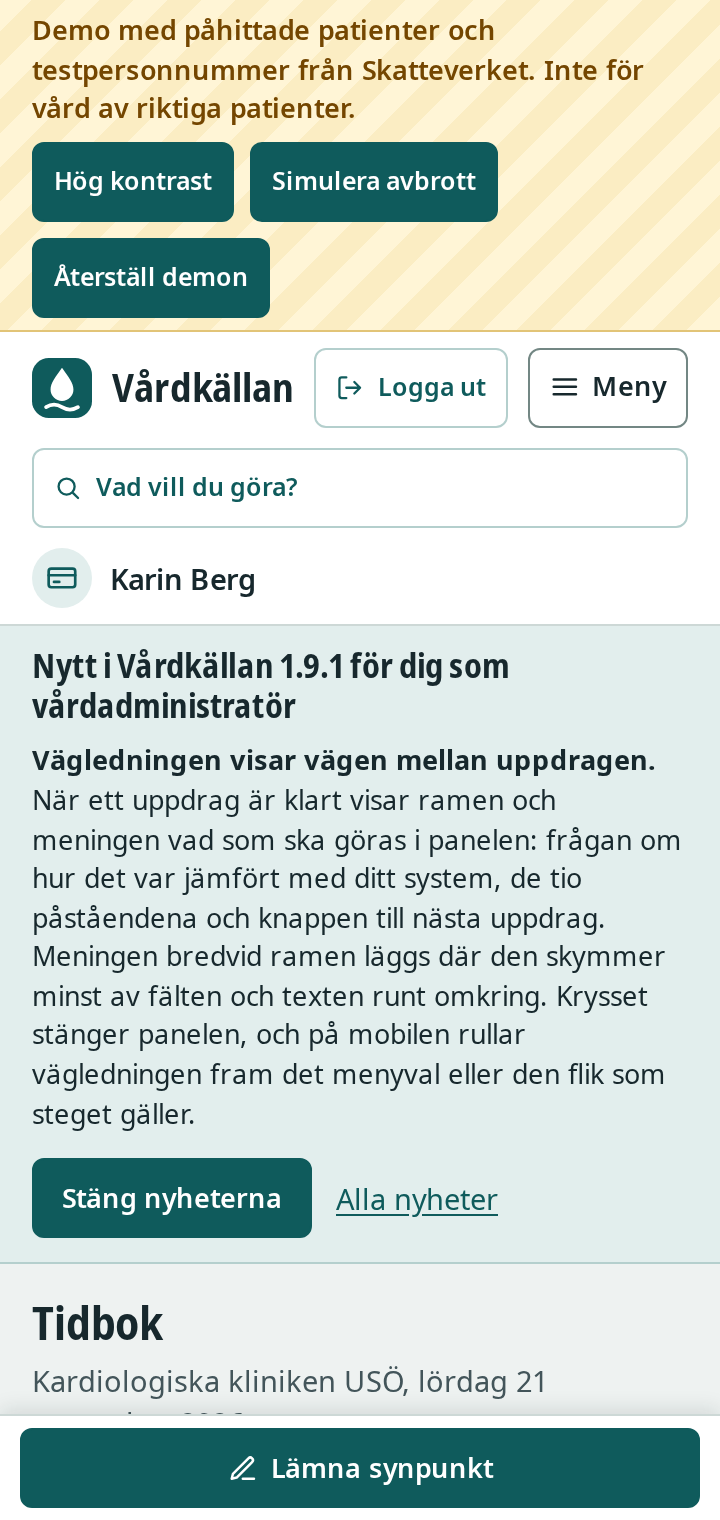 Demo med påhittade patienter och
testpersonnummer från Skatteverket. Inte för
vård av riktiga patienter.
Hög kontrast
Simulera avbrott
Återställ demon
Vårdkällan
Logga ut
Meny
Vad vill du göra?
Karin Berg
Nytt i Vårdkällan 1.9.1 för dig som
vårdadministratör
Vägledningen visar vägen mellan uppdragen.
När ett uppdrag är klart visar ramen och
meningen vad som ska göras i panelen: frågan om
hur det var jämfört med ditt system, de tio
påståendena och knappen till nästa uppdrag.
Meningen bredvid ramen läggs där den skymmer
minst av fälten och texten runt omkring. Krysset
stänger panelen, och på mobilen rullar
vägledningen fram det menyval eller den flik som
steget gäller.
Stäng nyheterna
Alla nyheter
Tidbok
Kardiologiska kliniken USÖ, lördag 21
Lämna synpunkt